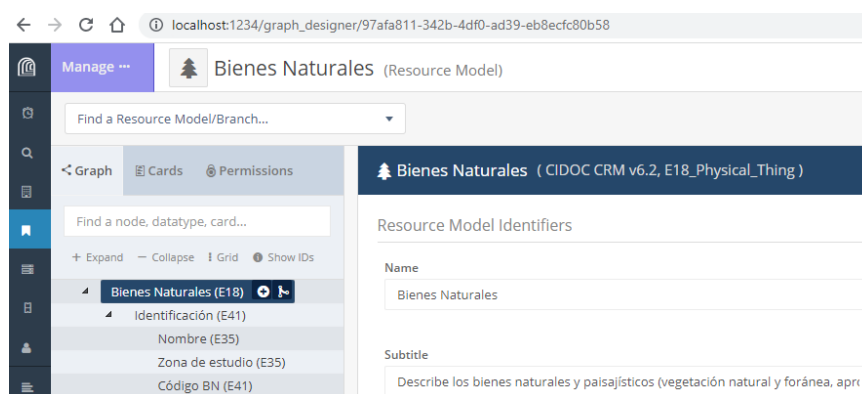 localhost:1234/graph_designer/97afa811-342b-4df0-ad39-eb8ecfc80b58
Manage ...
Bienes Naturales (Resource Model)
Find a Resource Model/Branch...
Graph Cards Permissions
Bienes Naturales ( CIDOC CRM v6.2, E18_Physical_Thing )
Find a node, datatype, card...
Resource Model Identifiers
+ Expand − Collapse Grid Show IDs
Name
Bienes Naturales (E18)
Bienes Naturales
Identificación (E41)
Nombre (E35)
Subtitle
Zona de estudio (E35)
Código BN (E41)
Describe los bienes naturales y paisajísticos (vegetación natural y foránea,